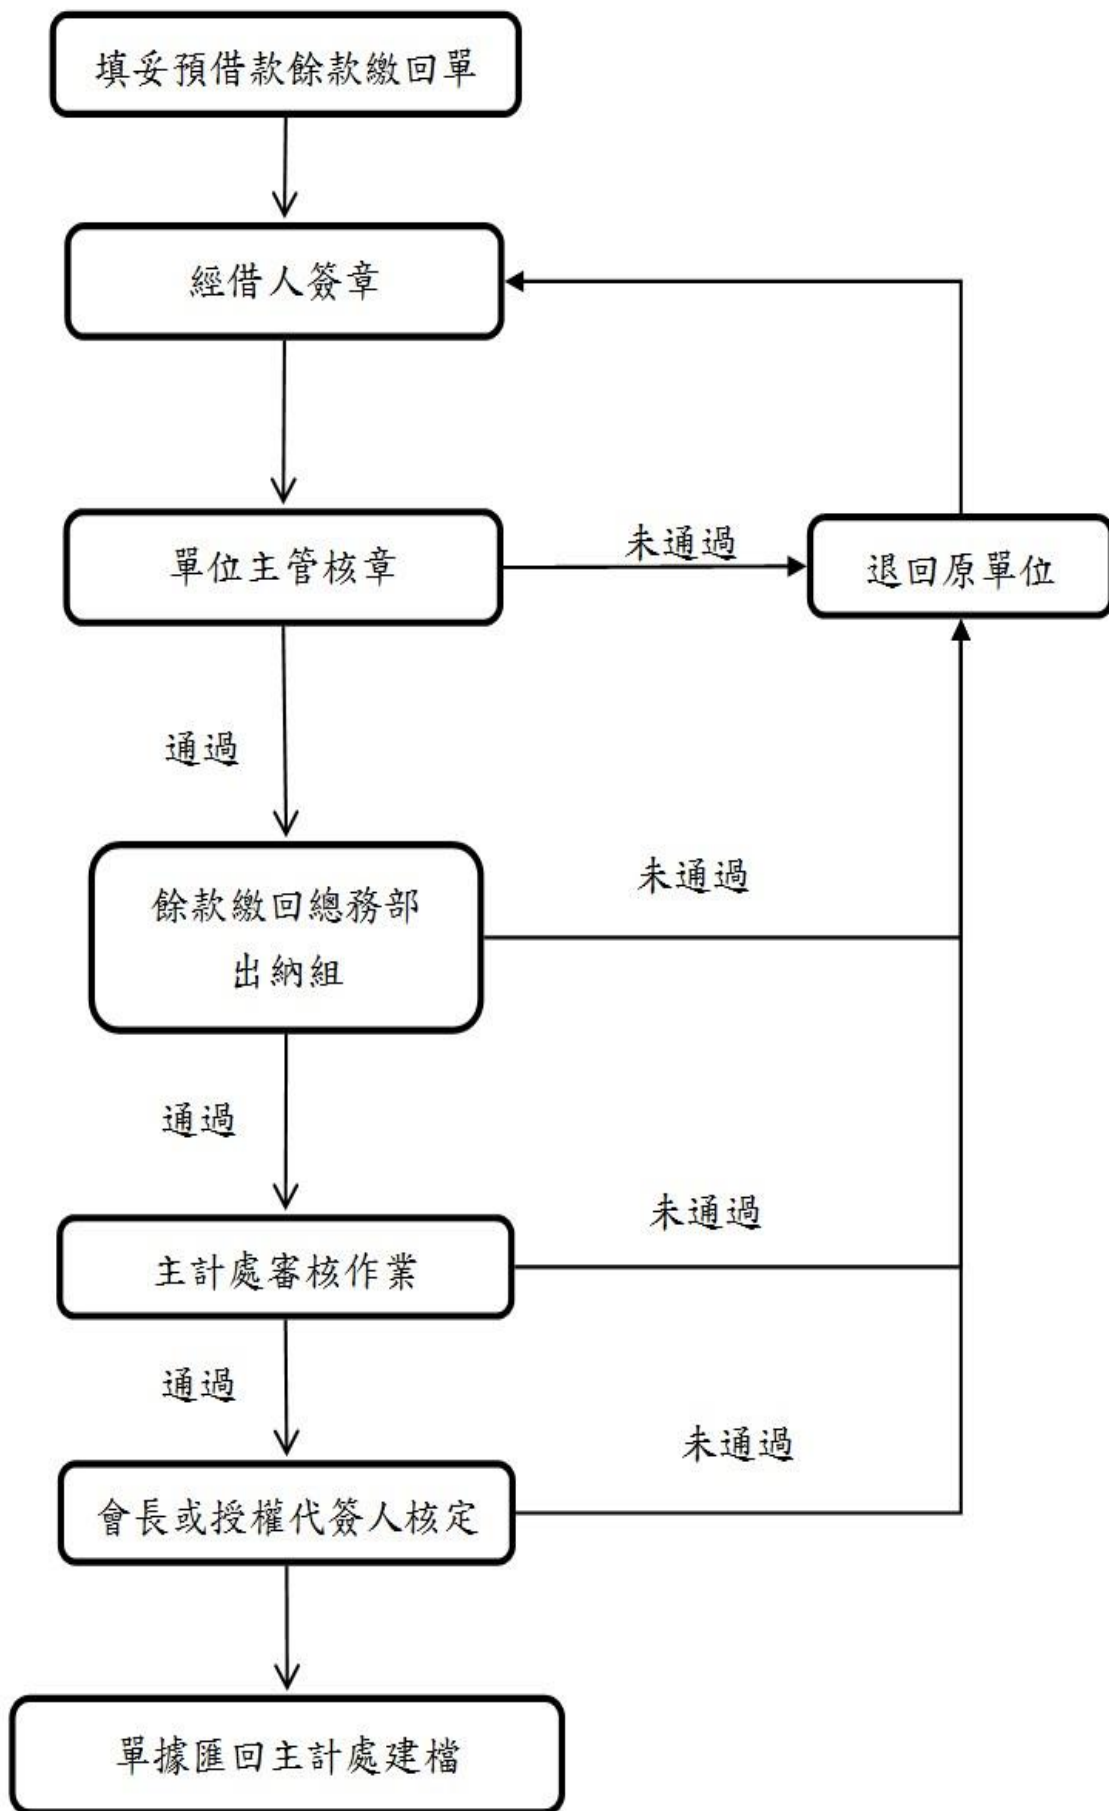 填妥預借款餘款繳回單
經借人簽章
單位主管核章
未通過
退回原單位
通過
餘款繳回總務部
出納組
未通過
通過
主計處審核作業
未通過
通過
會長或授權代簽人核定
未通過
單據匯回主計處建檔